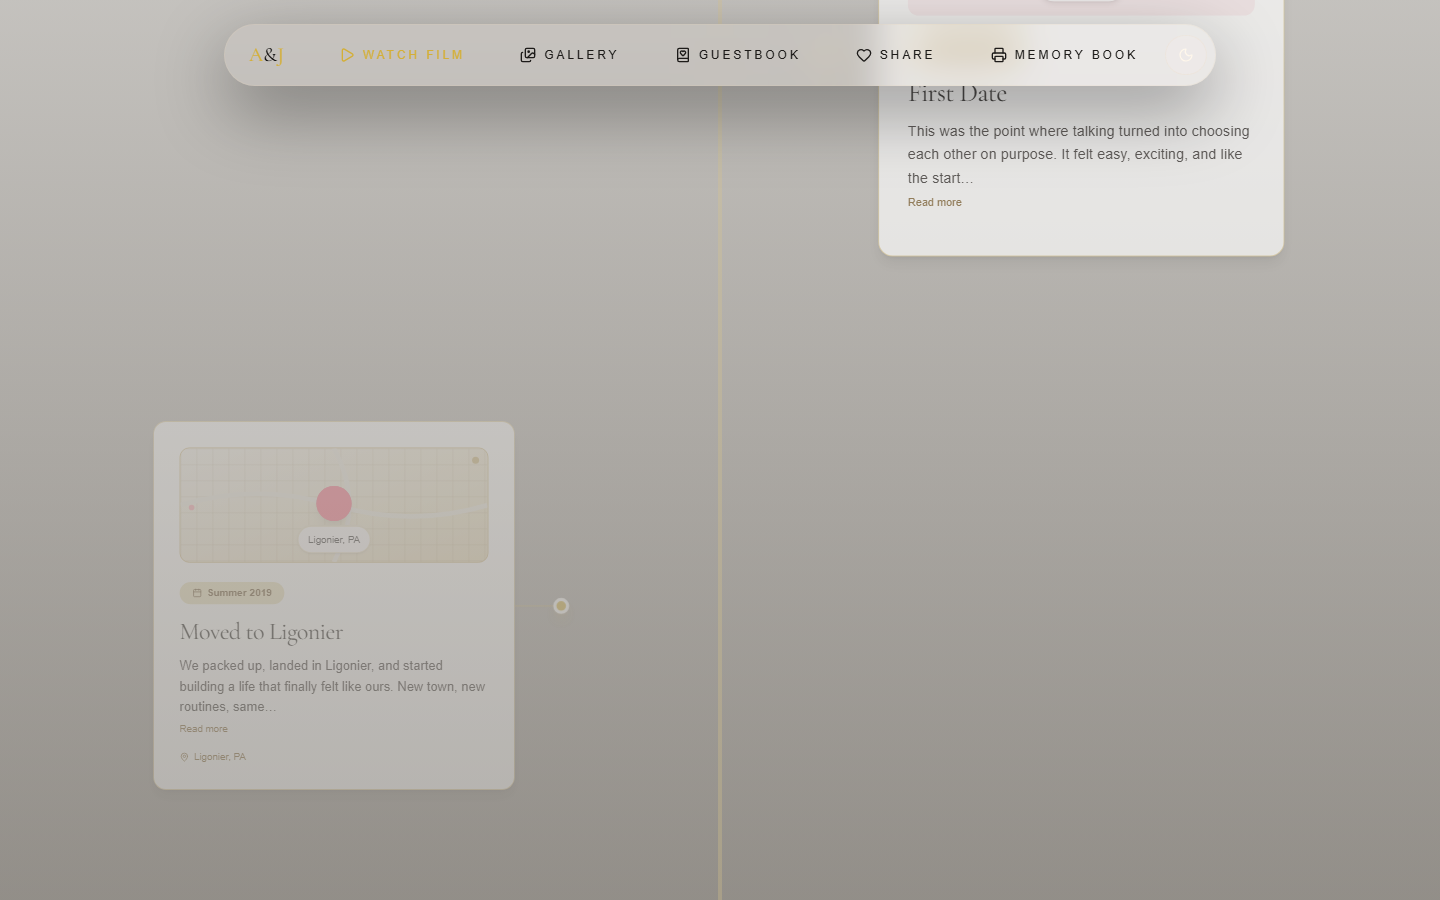 A&J
WATCH FILM
GALLERY
GUESTBOOK
SHARE
MEMORY BOOK
First Date
This was the point where talking turned into choosing
each other on purpose. It felt easy, exciting, and like
the start…
Read more
Ligonier, PA
Summer 2019
Moved to Ligonier
We packed up, landed in Ligonier, and started
building a life that finally felt like ours. New town, new
routines, same…
Read more
Ligonier, PA